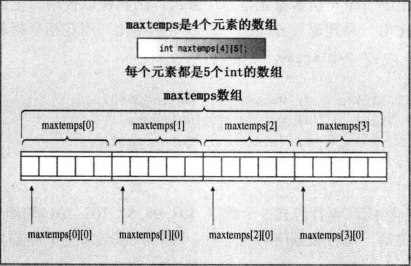 maxtemps是4个元素的数组
int maxtemps[4][5];
每个元素都是5个int的数组
maxtemps数组
maxtemps[0] maxtemps[1] maxtemps[2] maxtemps[3]
maxtemps[0][0] maxtemps[1][0] maxtemps[2][0] maxtemps[3][0]